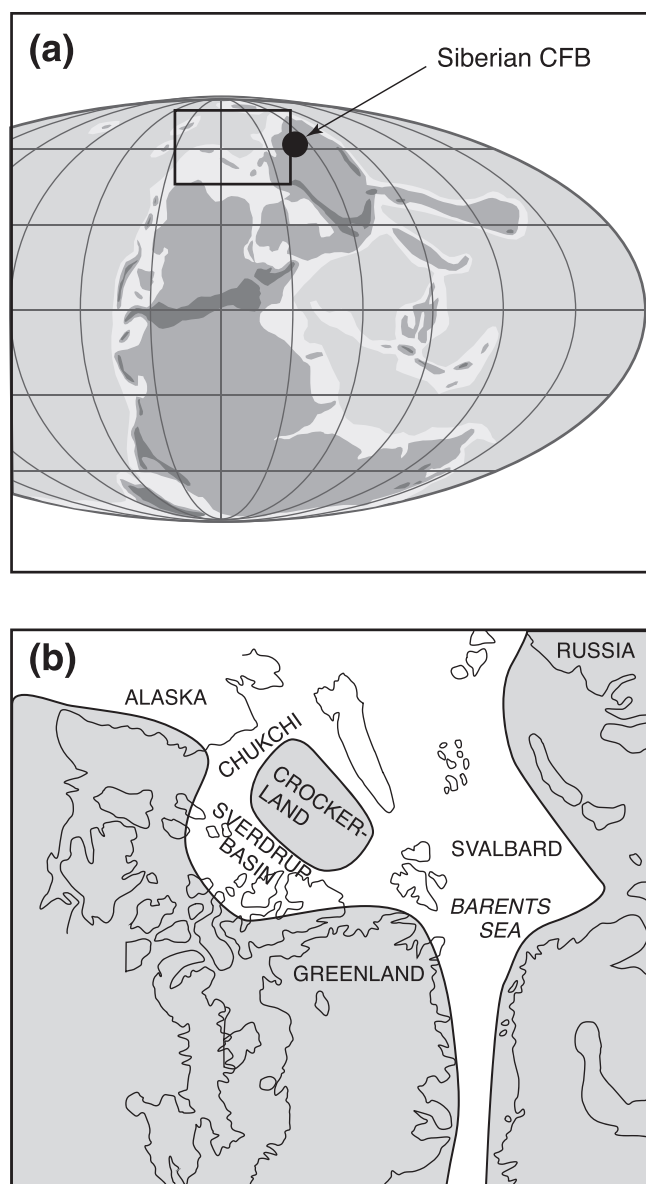 (a)
Siberian CFB
(b)
RUSSIA
ALASKA
CHUKCHI
CROCKER-
LAND
SVERDRUP
BASIN
SVALBARD
BARENTS
SEA
GREENLAND